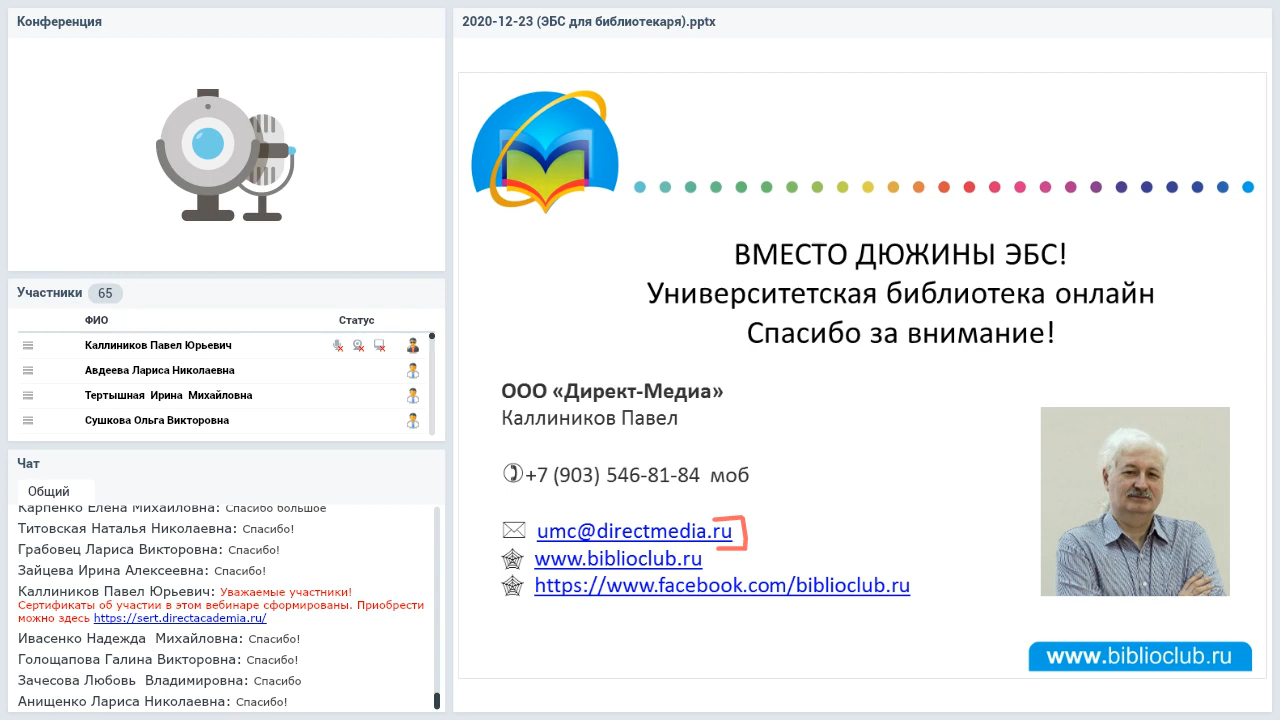 Конференция
Участники 65
ФИО Статус
Каллиников Павел Юрьевич
Авдеева Лариса Николаевна
Тертышная Ирина Михайловна
Сушкова Ольга Викторовна
Чат
Общий
Карпенко Елена Михайловна: Спасибо большое
Титовская Наталья Николаевна: Спасибо!
Грабовец Лариса Викторовна: Спасибо!
Зайцева Ирина Алексеевна: Спасибо!
Каллиников Павел Юрьевич: Уважаемые участники!
Сертификаты об участии в этом вебинаре сформированы. Приобрести
можно здесь https://sert.directacademia.ru/
Ивасенко Надежда Михайловна: Спасибо!
Голощапова Галина Викторовна: Спасибо!
Зачесова Любовь Владимировна: Спасибо
Анищенко Лариса Николаевна: Спасибо!
2020-12-23 (ЭБС для библиотекаря).pptx
ВМЕСТО ДЮЖИНЫ ЭБС!
Университетская библиотека онлайн
Спасибо за внимание!
ООО «Директ-Медиа»
Каллиников Павел
+7 (903) 546-81-84 моб
umc@directmedia.ru
www.biblioclub.ru
https://www.facebook.com/biblioclub.ru
www.biblioclub.ru